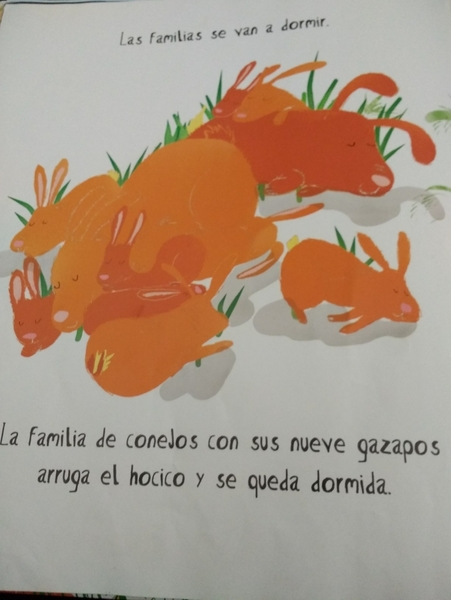 Las familias se van a dormir.
La familia de conejos con sus nueve gazapos
arruga el hocico y se queda dormida.